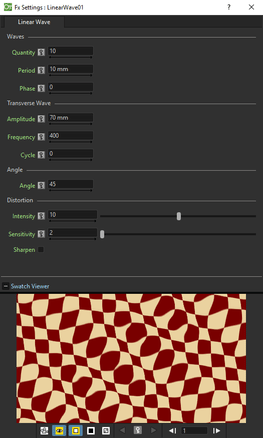 Fx Settings : LinearWave01
Linear Wave
Waves
Quantity 10
Period 10 mm
Phase 0
Transverse Wave
Amplitude 70 mm
Frequency 400
Cycle 0
Angle
Angle 45
Distortion
Intensity 10
Sensitivity 2
Sharpen
Swatch Viewer
1